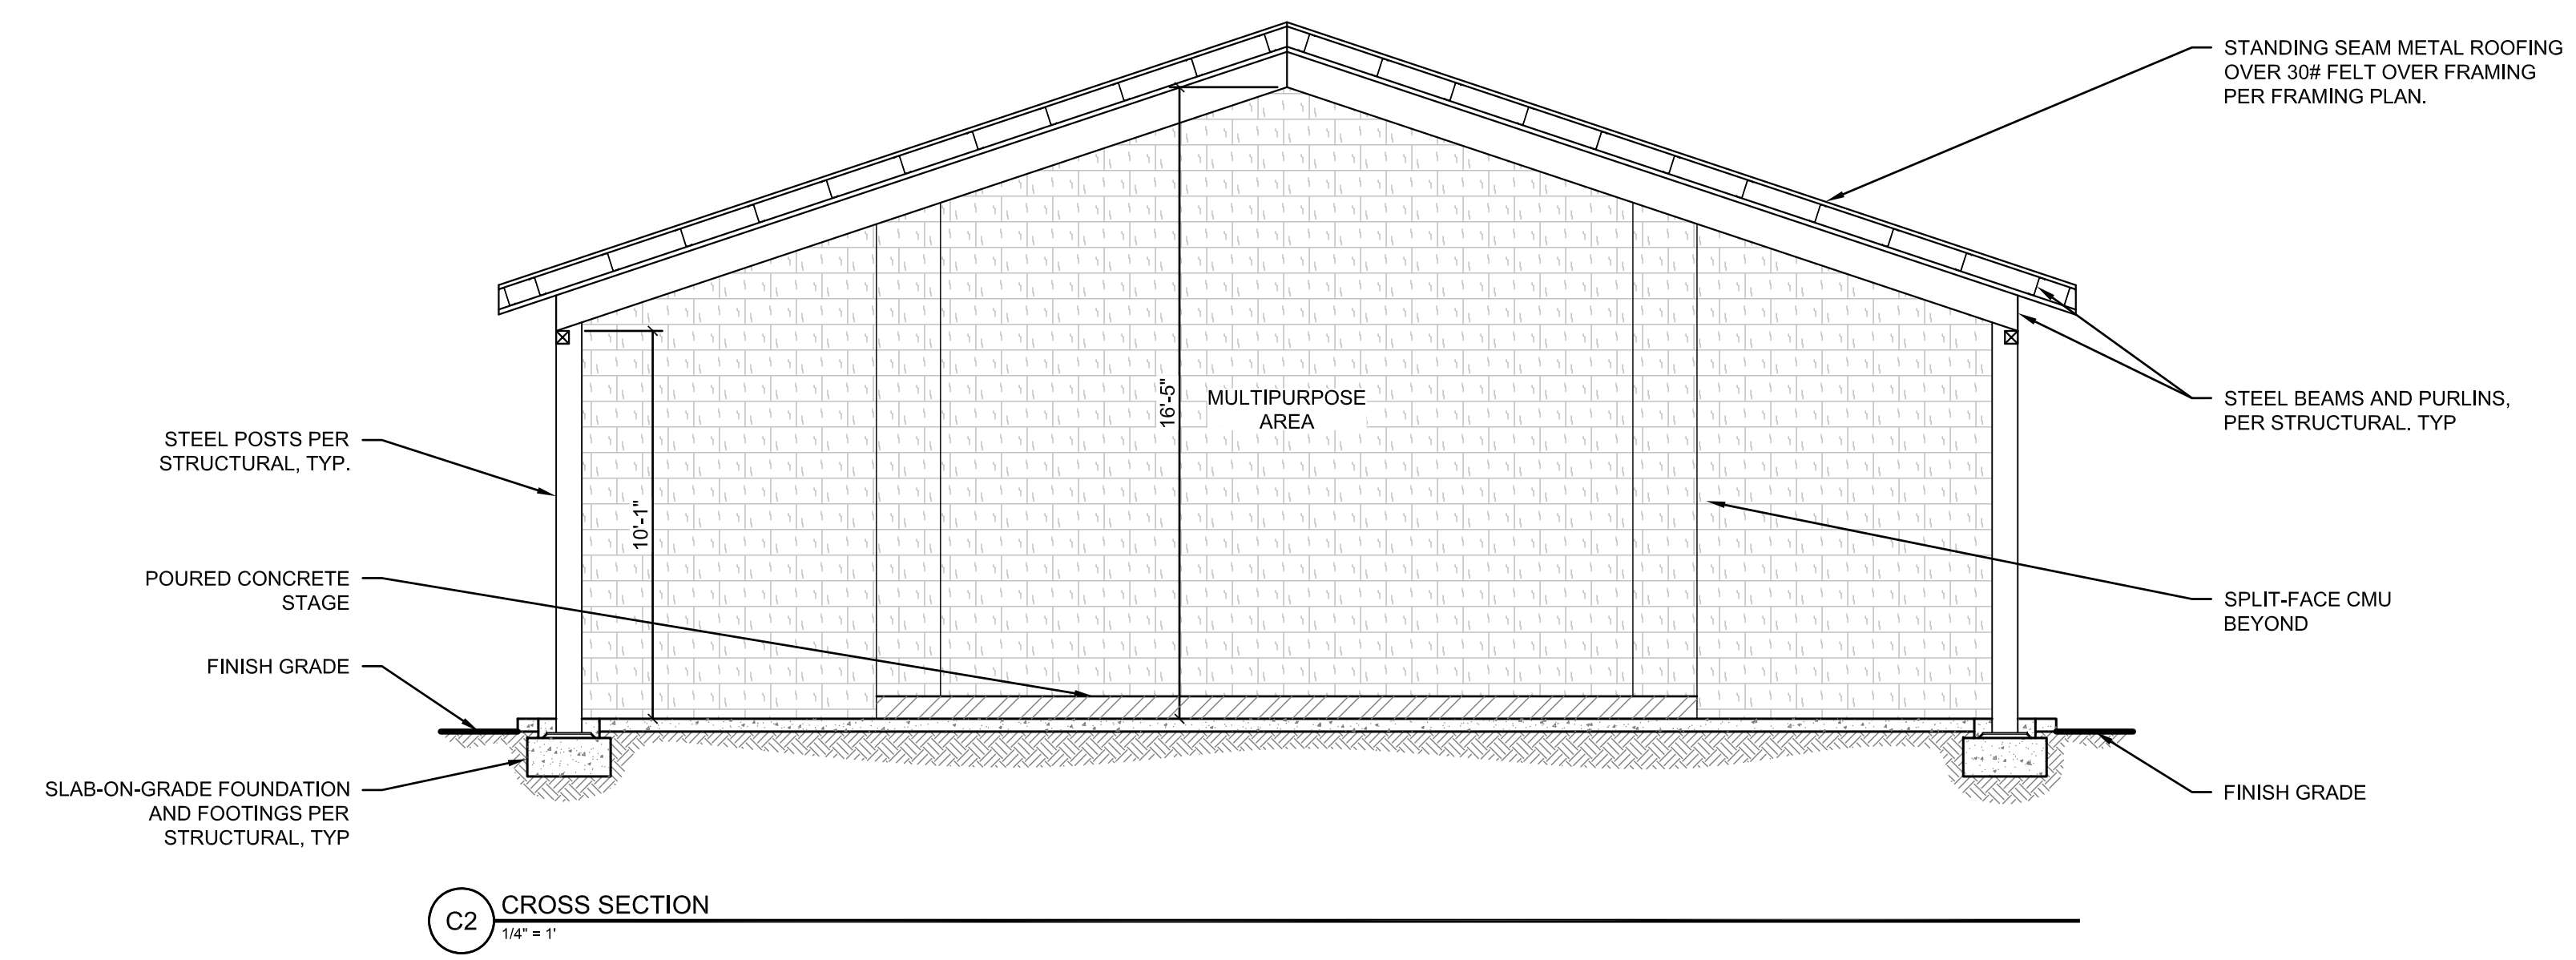 STANDING SEAM METAL ROOFING
OVER 30# FELT OVER FRAMING
PER FRAMING PLAN.
STEEL BEAMS AND PURLINS,
PER STRUCTURAL. TYP
16'-5"
MULTIPURPOSE
AREA
STEEL POSTS PER
STRUCTURAL, TYP.
10'-1"
POURED CONCRETE
STAGE
SPLIT-FACE CMU
BEYOND
FINISH GRADE
SLAB-ON-GRADE FOUNDATION
AND FOOTINGS PER
STRUCTURAL, TYP
FINISH GRADE
C2
CROSS SECTION
1/4" = 1'